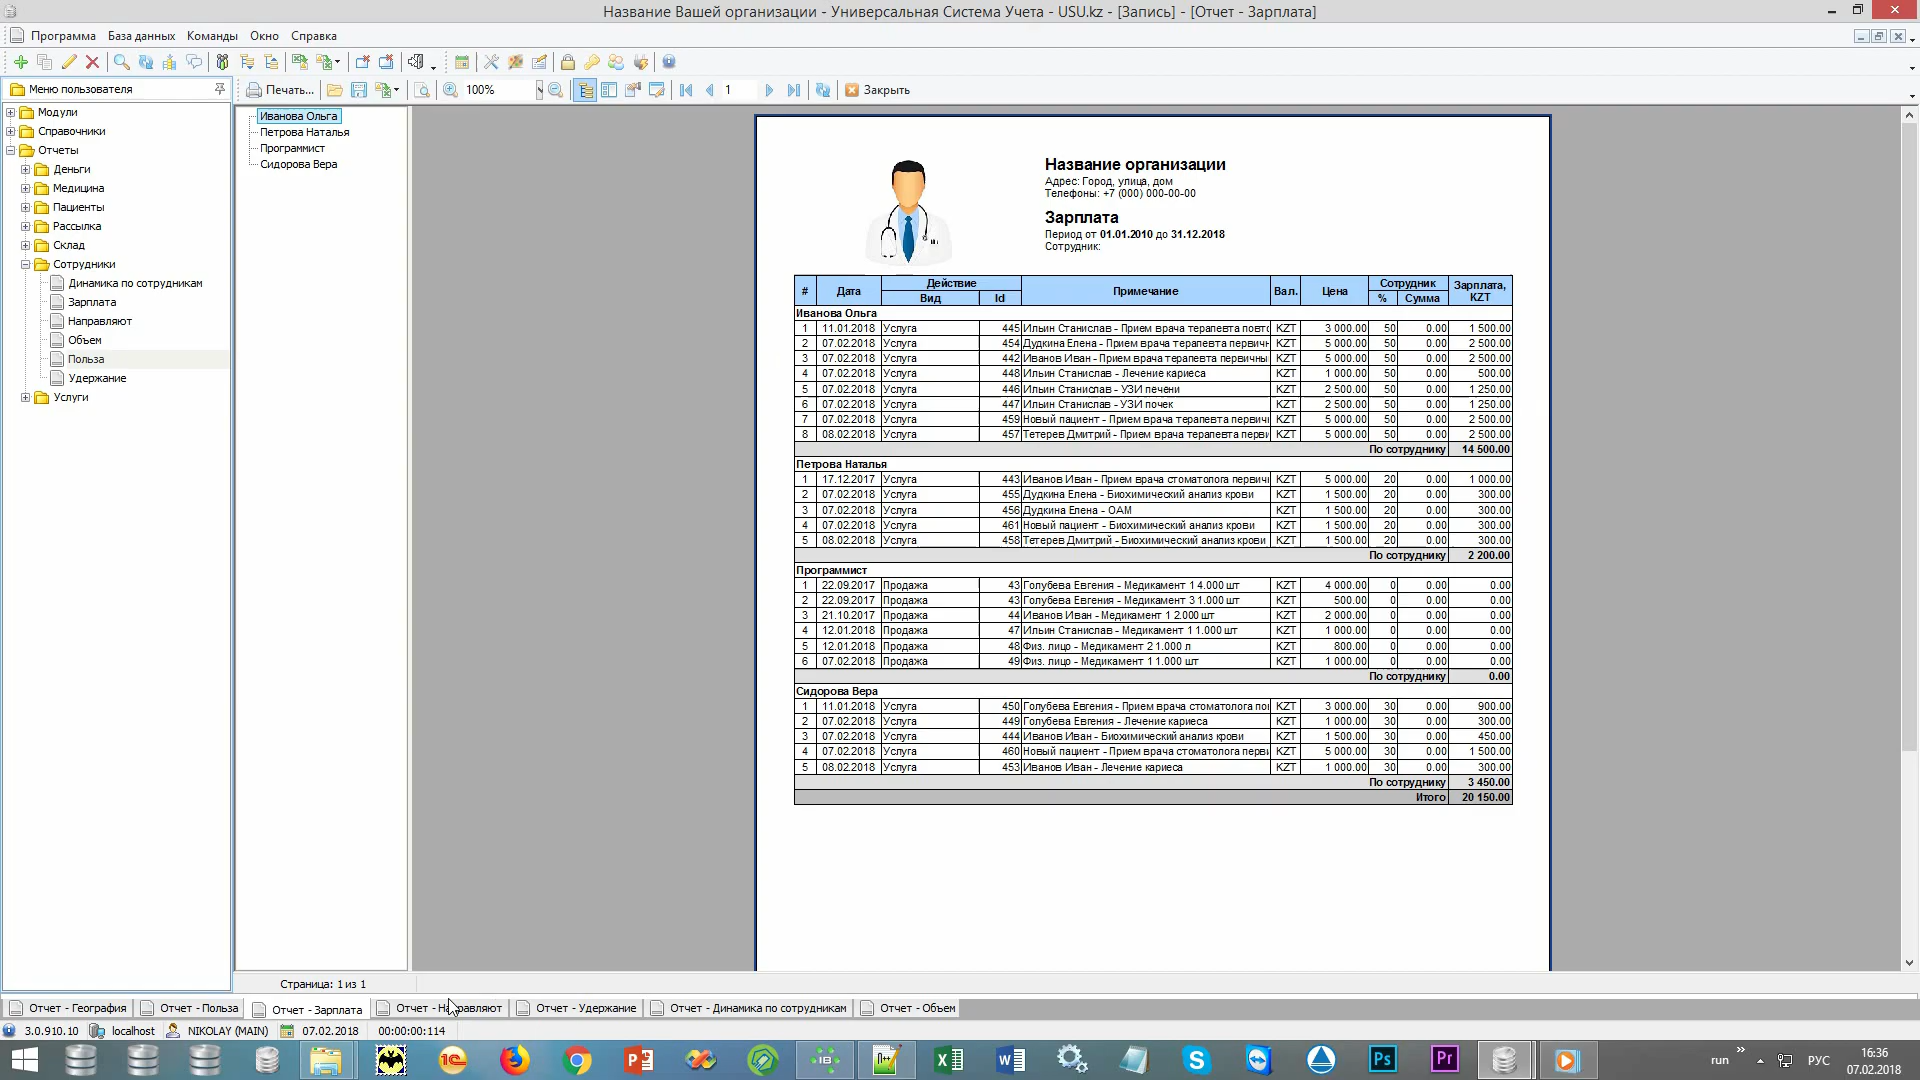 Название Вашей организации - Универсальная Система Учета - USU.kz - [Запись] - [Отчет - Зарплата]
Программа База данных Команды Окно Справка
Меню пользователя
Печать... 100% 1 Закрыть
Модули
Справочники
Отчеты
Деньги
Медицина
Пациенты
Рассылка
Склад
Сотрудники
Динамика по сотрудникам
Зарплата
Направляют
Объем
Польза
Удержание
Услуги
Иванова Ольга
Петрова Наталья
Программист
Сидорова Вера
Название организации
Адрес: Город, улица, дом
Телефоны: +7 (000) 000-00-00
Зарплата
Период от 01.01.2010 до 31.12.2018
Сотрудник:
# Дата Действие Примечание Вал. Цена Сотрудник Зарплата, KZT
Вид Id % Сумма
Иванова Ольга
1 11.01.2018 Услуга 445 Ильин Станислав - Прием врача терапевта повто KZT 3 000.00 50 0.00 1 500.00
2 07.02.2018 Услуга 454 Дудкина Елена - Прием врача терапевта первичн KZT 5 000.00 50 0.00 2 500.00
3 07.02.2018 Услуга 442 Иванов Иван - Прием врача терапевта первичны KZT 5 000.00 50 0.00 2 500.00
4 07.02.2018 Услуга 448 Ильин Станислав - Лечение кариеса KZT 1 000.00 50 0.00 500.00
5 07.02.2018 Услуга 446 Ильин Станислав - УЗИ печени KZT 2 500.00 50 0.00 1 250.00
6 07.02.2018 Услуга 447 Ильин Станислав - УЗИ почек KZT 2 500.00 50 0.00 1 250.00
7 07.02.2018 Услуга 459 Новый пациент - Прием врача терапевта первич KZT 5 000.00 50 0.00 2 500.00
8 08.02.2018 Услуга 457 Тетерев Дмитрий - Прием врача терапевта перви KZT 5 000.00 50 0.00 2 500.00
По сотруднику 14 500.00
Петрова Наталья
1 17.12.2017 Услуга 443 Иванов Иван - Прием врача стоматолога первич KZT 5 000.00 20 0.00 1 000.00
2 07.02.2018 Услуга 455 Дудкина Елена - Биохимический анализ крови KZT 1 500.00 20 0.00 300.00
3 07.02.2018 Услуга 456 Дудкина Елена - ОАМ KZT 1 500.00 20 0.00 300.00
4 07.02.2018 Услуга 461 Новый пациент - Биохимический анализ крови KZT 1 500.00 20 0.00 300.00
5 08.02.2018 Услуга 458 Тетерев Дмитрий - Биохимический анализ крови KZT 1 500.00 20 0.00 300.00
По сотруднику 2 200.00
Программист
1 22.09.2017 Продажа 43 Голубева Евгения - Медикамент 1 4.000 шт KZT 4 000.00 0 0.00 0.00
2 22.09.2017 Продажа 43 Голубева Евгения - Медикамент 3 1.000 шт KZT 500.00 0 0.00 0.00
3 21.10.2017 Продажа 44 Иванов Иван - Медикамент 1 2.000 шт KZT 2 000.00 0 0.00 0.00
4 12.01.2018 Продажа 47 Ильин Станислав - Медикамент 1 1.000 шт KZT 1 000.00 0 0.00 0.00
5 12.01.2018 Продажа 48 Физ. лицо - Медикамент 2 1.000 л KZT 800.00 0 0.00 0.00
6 07.02.2018 Продажа 49 Физ. лицо - Медикамент 1 1.000 шт KZT 1 000.00 0 0.00 0.00
По сотруднику 0.00
Сидорова Вера
1 11.01.2018 Услуга 450 Голубева Евгения - Прием врача стоматолога по KZT 3 000.00 30 0.00 900.00
2 07.02.2018 Услуга 449 Голубева Евгения - Лечение кариеса KZT 1 000.00 30 0.00 300.00
3 07.02.2018 Услуга 444 Иванов Иван - Биохимический анализ крови KZT 1 500.00 30 0.00 450.00
4 07.02.2018 Услуга 460 Новый пациент - Прием врача стоматолога перви KZT 5 000.00 30 0.00 1 500.00
5 08.02.2018 Услуга 453 Иванов Иван - Лечение кариеса KZT 1 000.00 30 0.00 300.00
По сотруднику 3 450.00
Итого 20 150.00
Страница: 1 из 1
Отчет - География Отчет - Польза Отчет - Зарплата Отчет - Направляют Отчет - Удержание Отчет - Динамика по сотрудникам Отчет - Объем
3.0.910.10 localhost NIKOLAY (MAIN) 07.02.2018 00:00:00:114
run РУС 16:36
07.02.2018